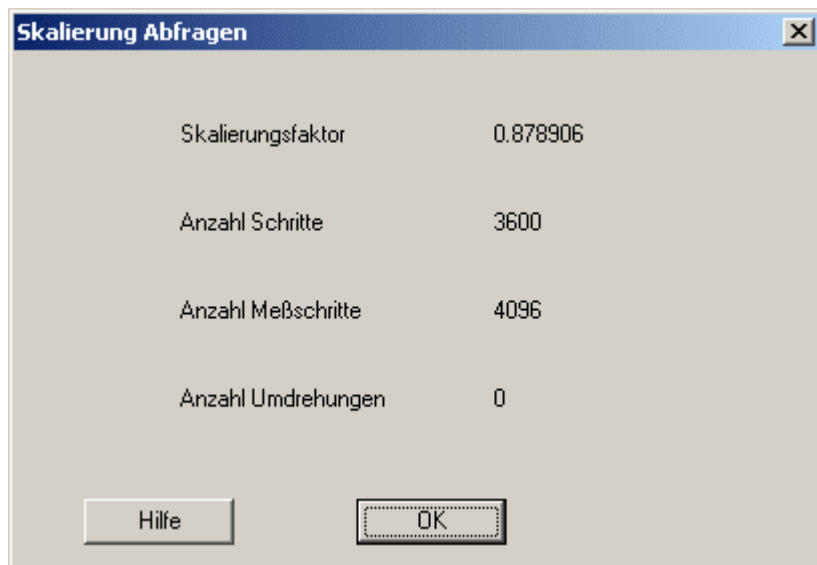 Skalierung Abfragen
Skalierungsfaktor 0.878906
Anzahl Schritte 3600
Anzahl Meßschritte 4096
Anzahl Umdrehungen 0
Hilfe OK